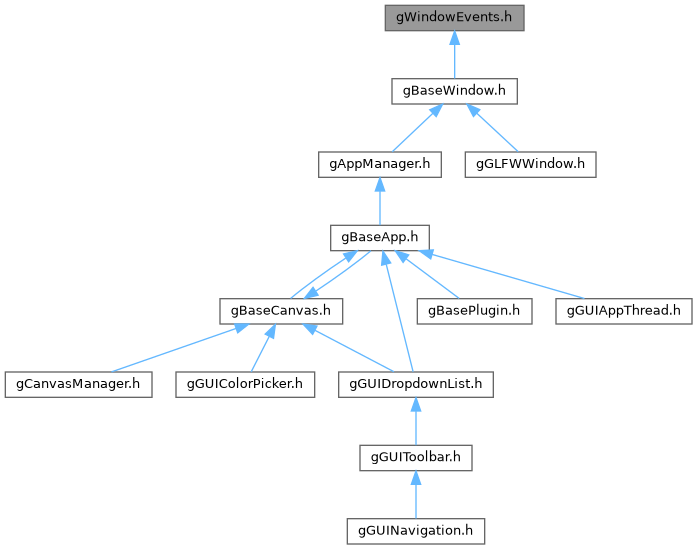 gWindowEvents.h
gBaseWindow.h
gAppManager.h
gGLFWWindow.h
gBaseApp.h
gBaseCanvas.h
gBasePlugin.h
gGUIAppThread.h
gCanvasManager.h
gGUIColorPicker.h
gGUIDropdownList.h
gGUIToolbar.h
gGUINavigation.h